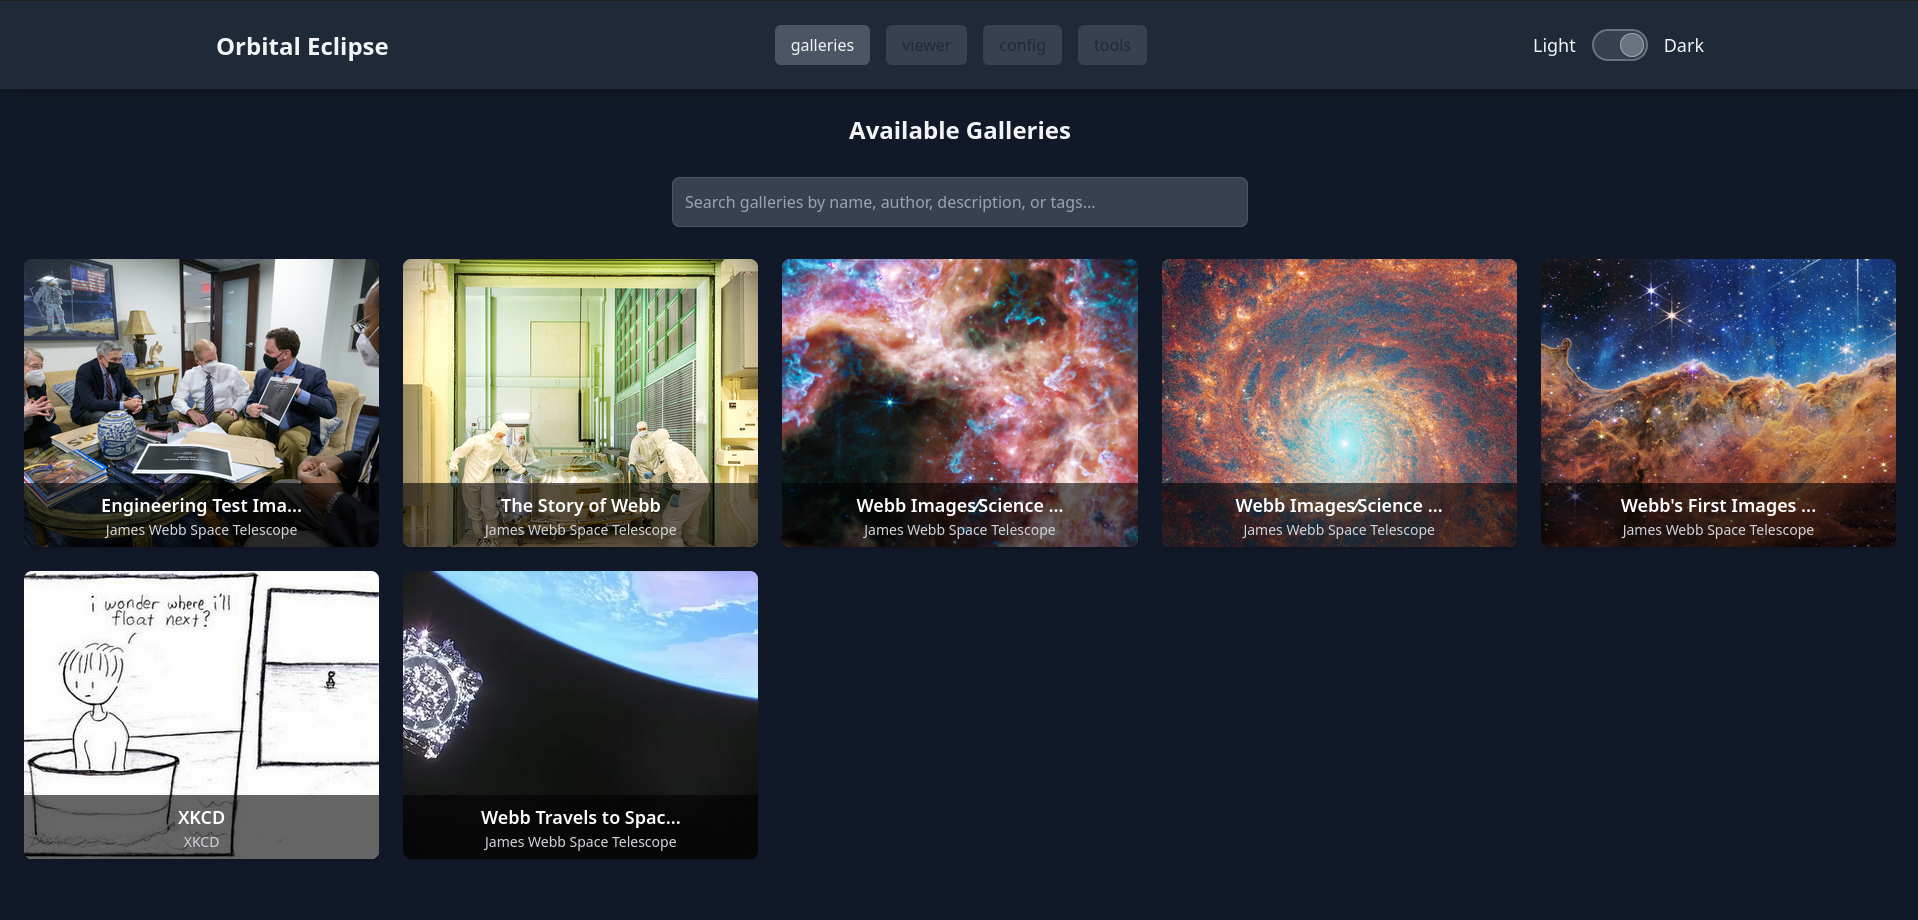 Orbital Eclipse
galleries
viewer
config
tools
Light
Dark
Available Galleries
Search galleries by name, author, description, or tags...
Engineering Test Ima...
James Webb Space Telescope
The Story of Webb
James Webb Space Telescope
Webb Images⁄Science ...
James Webb Space Telescope
Webb Images⁄Science ...
James Webb Space Telescope
Webb's First Images ...
James Webb Space Telescope
i wonder where i'll
float next?
XKCD
XKCD
Webb Travels to Spac...
James Webb Space Telescope